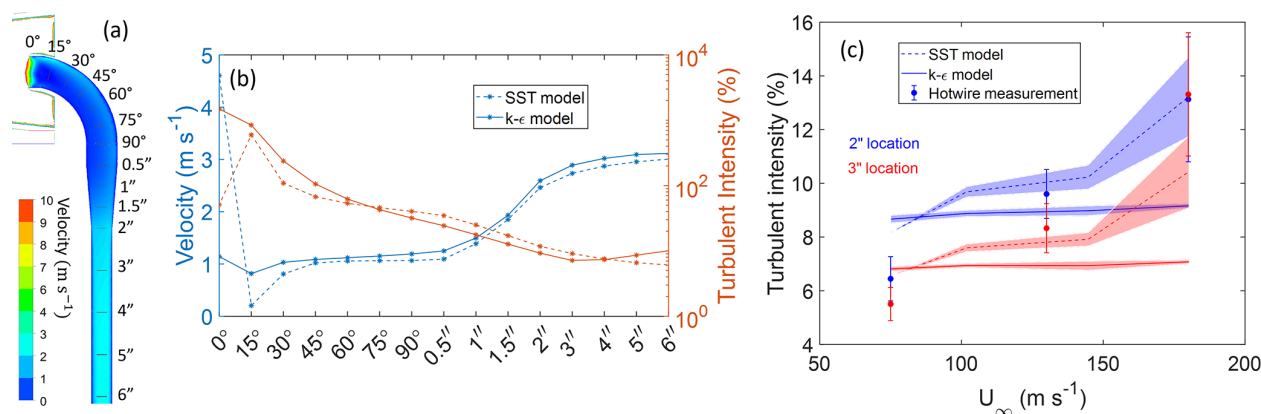 (a)
0°
15°
30°
45°
60°
75°
90°
0.5”
1”
1.5”
2”
3”
4”
5”
6”
10
9
8
7
6
5
4
3
2
1
0
Velocity (m s⁻¹)
(b)
5
4
3
2
1
0
Velocity (m s⁻¹)
SST model
k-ϵ model
10⁴
10²
10⁰
Turbulent Intensity (%)
0° 15° 30° 45° 60° 75° 90° 0.5″ 1″ 1.5″ 2″ 3″ 4″ 5″ 6″
(c)
16
14
12
10
8
6
4
Turbulent intensity (%)
SST model
k-ϵ model
Hotwire measurement
2" location
3" location
50 100 150 200
U∞ (m s⁻¹)